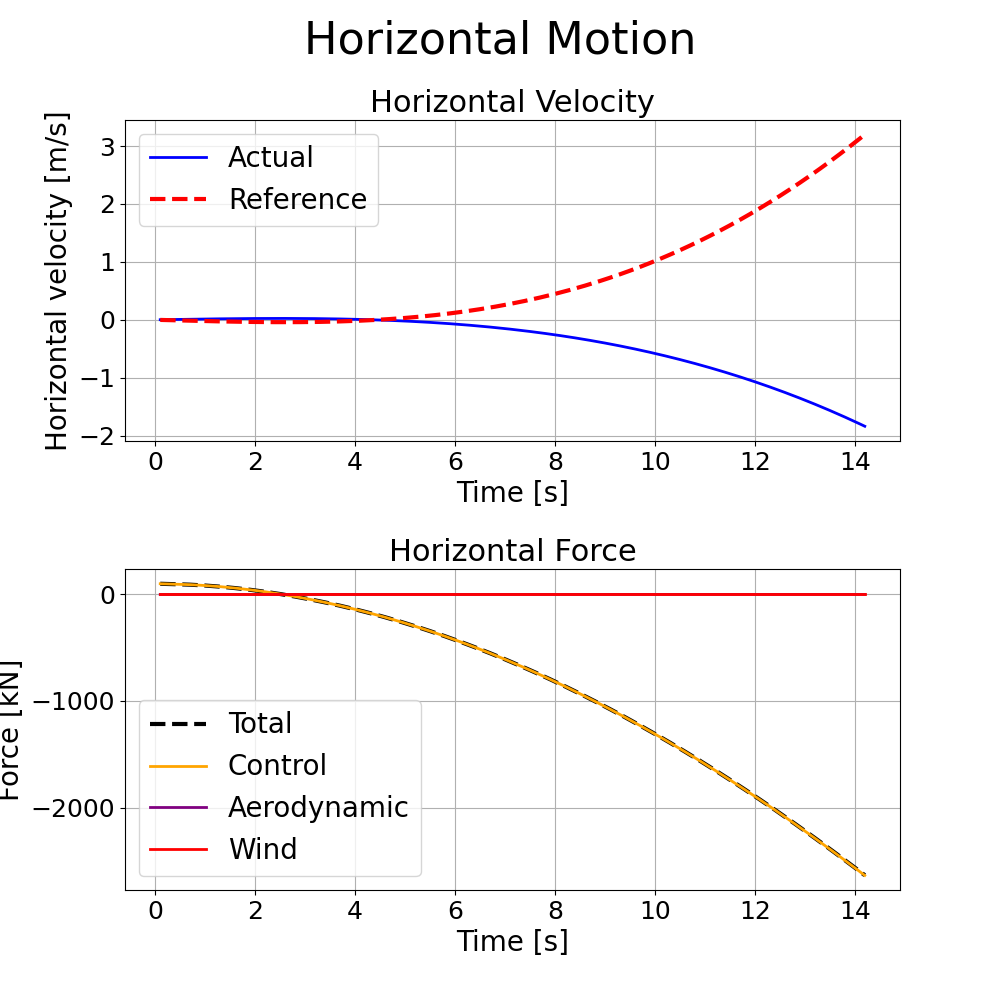 Horizontal Motion
Horizontal Velocity
Horizontal velocity [m/s]
3
2
1
0
−1
−2
Actual
Reference
0 2 4 6 8 10 12 14
Time [s]
Horizontal Force
Force [kN]
0
−1000
−2000
Total
Control
Aerodynamic
Wind
0 2 4 6 8 10 12 14
Time [s]